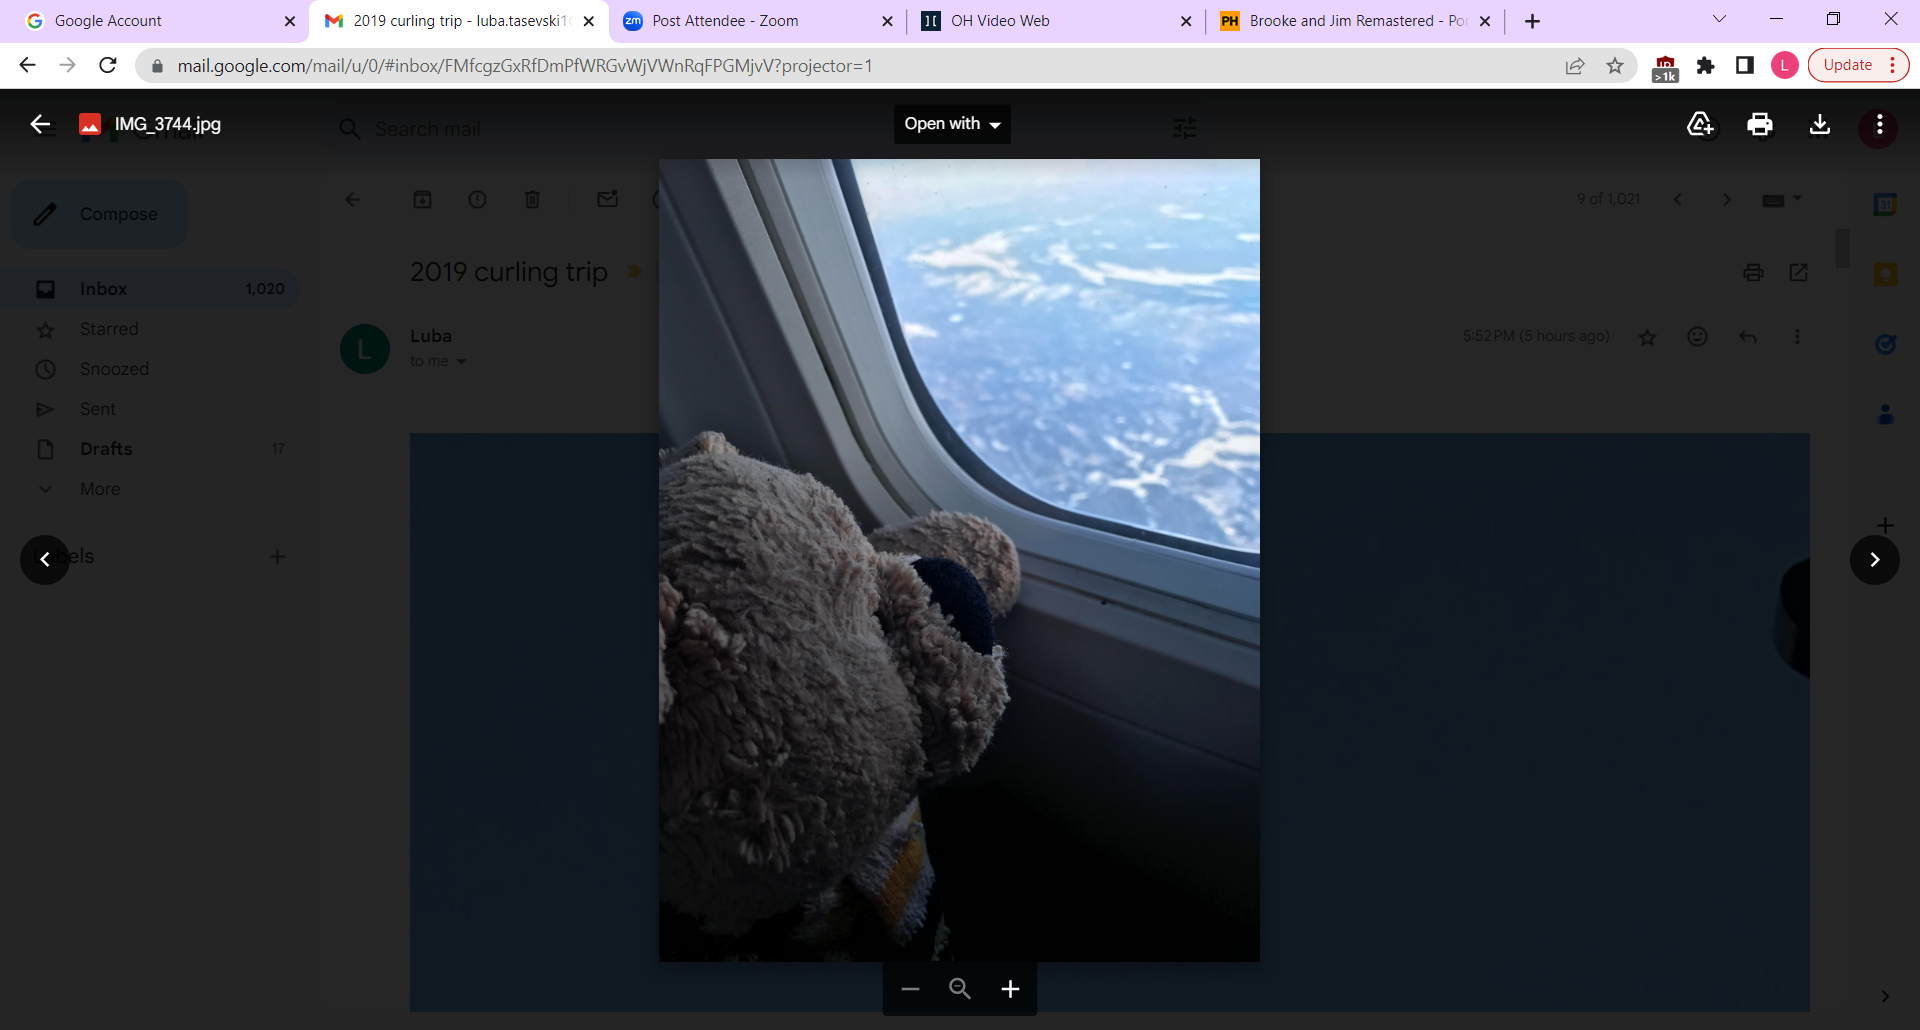 Google Account
2019 curling trip - luba.tasevski1
Post Attendee - Zoom
OH Video Web
Brooke and Jim Remastered - Po
mail.google.com/mail/u/0/#inbox/FMfcgzGxRfDmPfWRGvWjVWnRqFPGMjvV?projector=1
>1k
L
Update
IMG_3744.jpg
Search mail
Open with
Compose
9 of 1,021
2019 curling trip
Inbox 1,020
Starred
Luba
5:52 PM (5 hours ago)
L
to me
Snoozed
Sent
Drafts 17
More